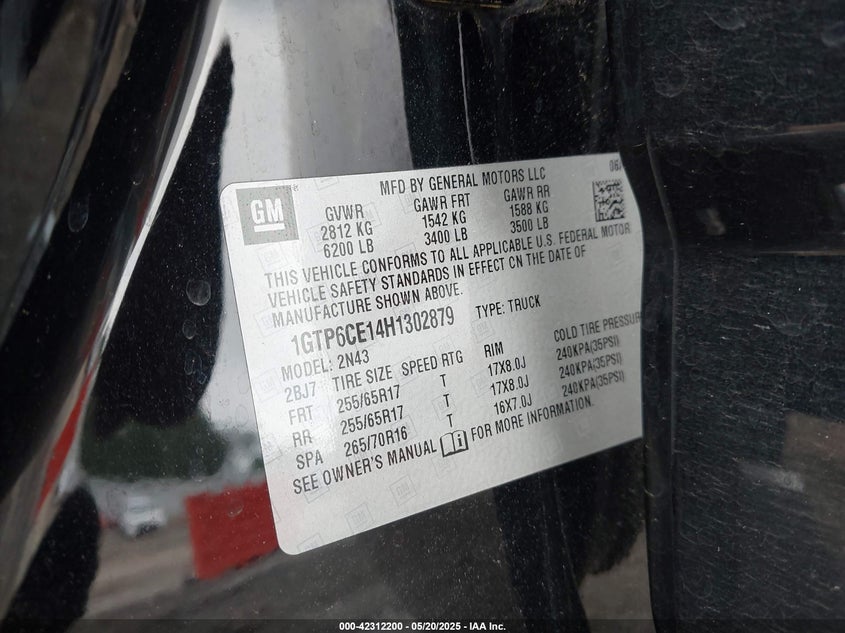 MFD BY GENERAL MOTORS LLC
GM
GVWR GAWR FRT GAWR RR
2812 KG 1542 KG 1588 KG
6200 LB 3400 LB 3500 LB
THIS VEHICLE CONFORMS TO ALL APPLICABLE U.S. FEDERAL MOTOR
VEHICLE SAFETY STANDARDS IN EFFECT ON THE DATE OF
MANUFACTURE SHOWN ABOVE.
1GTP6CE14H1302879 TYPE: TRUCK
MODEL: 2N43
2BJ7 TIRE SIZE SPEED RTG RIM COLD TIRE PRESSUR
FRT 255/65R17 T 17X8.0J 240KPA(35PSI)
RR 255/65R17 T 17X8.0J 240KPA(35PSI)
SPA 265/70R16 T 16X7.0J 240KPA(35PSI)
SEE OWNER'S MANUAL FOR MORE INFORMATION.
000-42312200 - 05/20/2025 - IAA Inc.